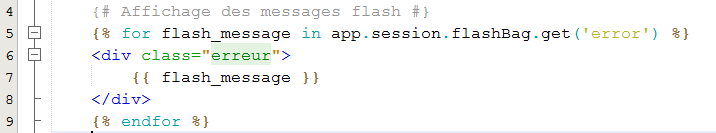 4 {# Affichage des messages flash #}
5 {% for flash_message in app.session.flashBag.get('error') %}
6 <div class="erreur">
7 {{ flash_message }}
8 </div>
9 {% endfor %}